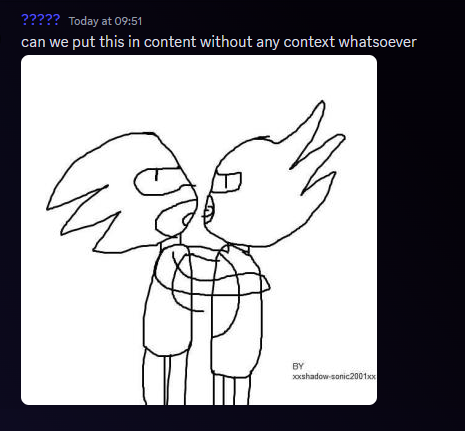 ????? Today at 09:51
can we put this in content without any context whatsoever
BY
xxshadow-sonic2001xx